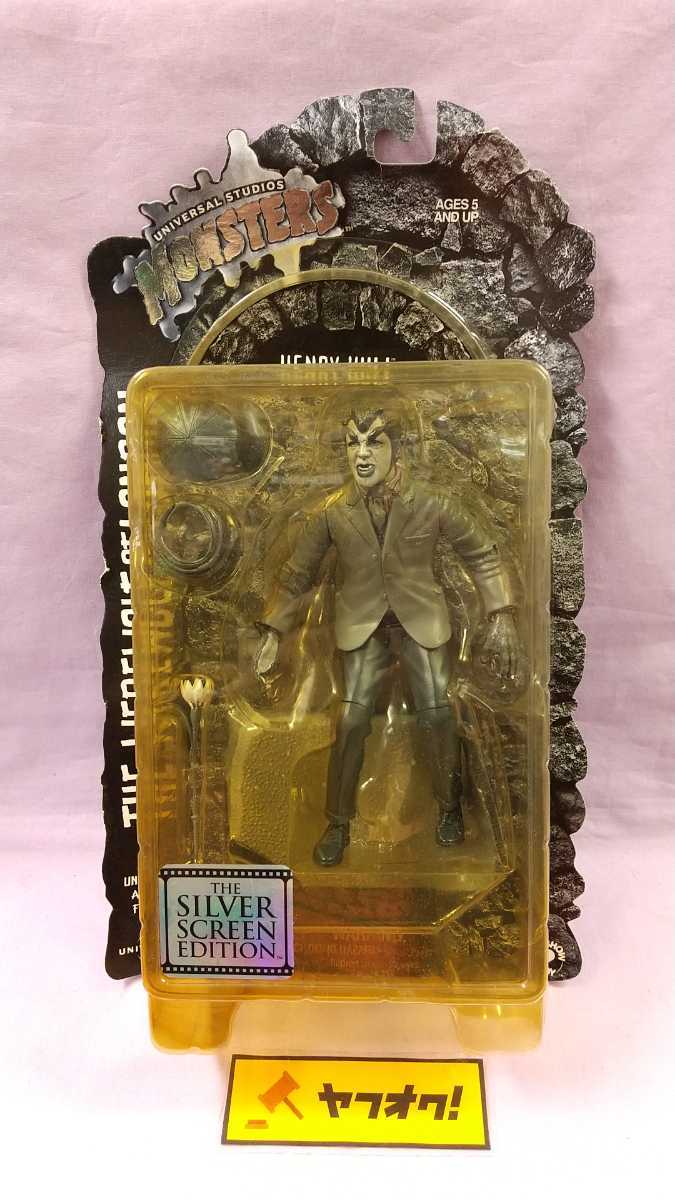 UNIVERSAL STUDIOS
MONSTERS
AGES 5
AND UP
HENRY HULL
THE WEREWOLF OF LONDON
THE
SILVER
SCREEN
EDITION
ヤフオク!